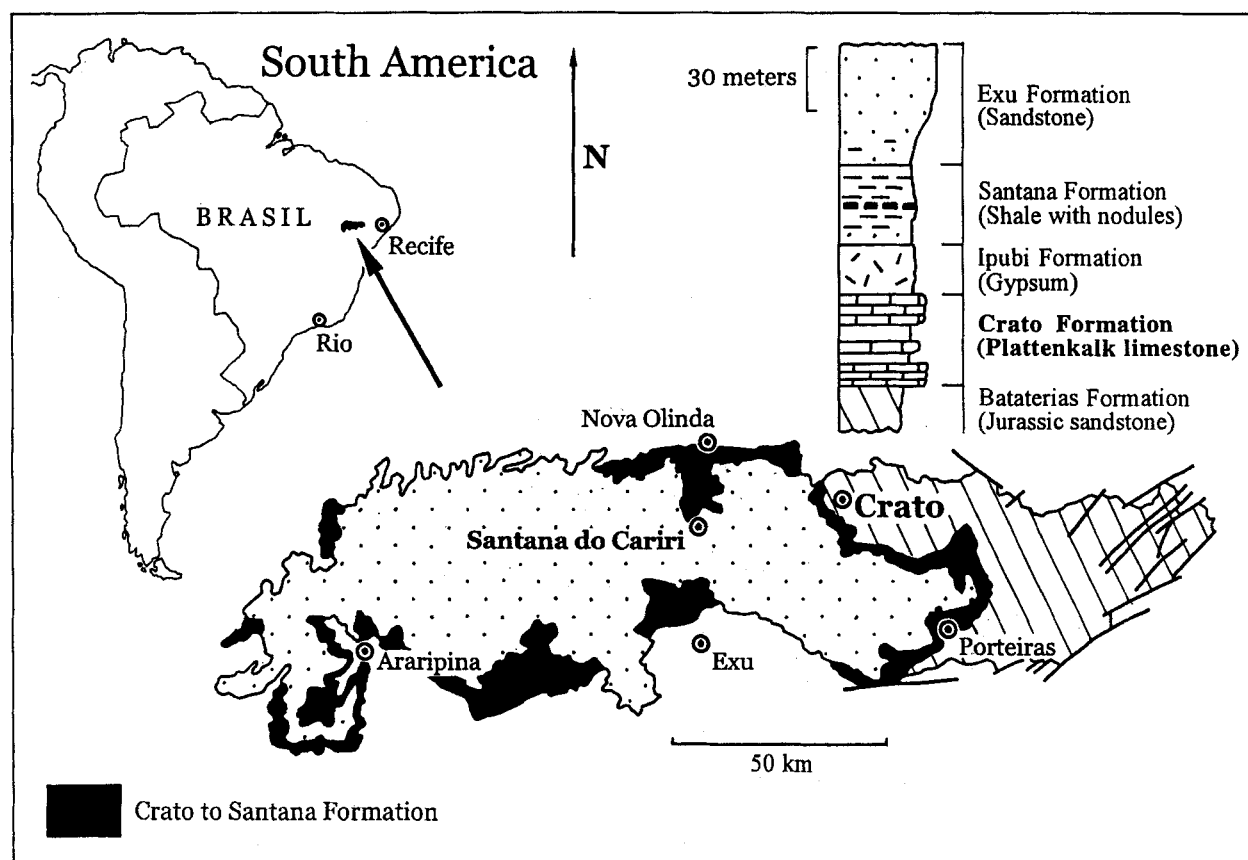 South America
N
BRASIL
Recife
Rio
30 meters
Exu Formation
(Sandstone)
Santana Formation
(Shale with nodules)
Ipubi Formation
(Gypsum)
Crato Formation
(Plattenkalk limestone)
Bataterias Formation
(Jurassic sandstone)
Nova Olinda
Crato
Santana do Cariri
Araripina
Exu
Porteiras
50 km
Crato to Santana Formation